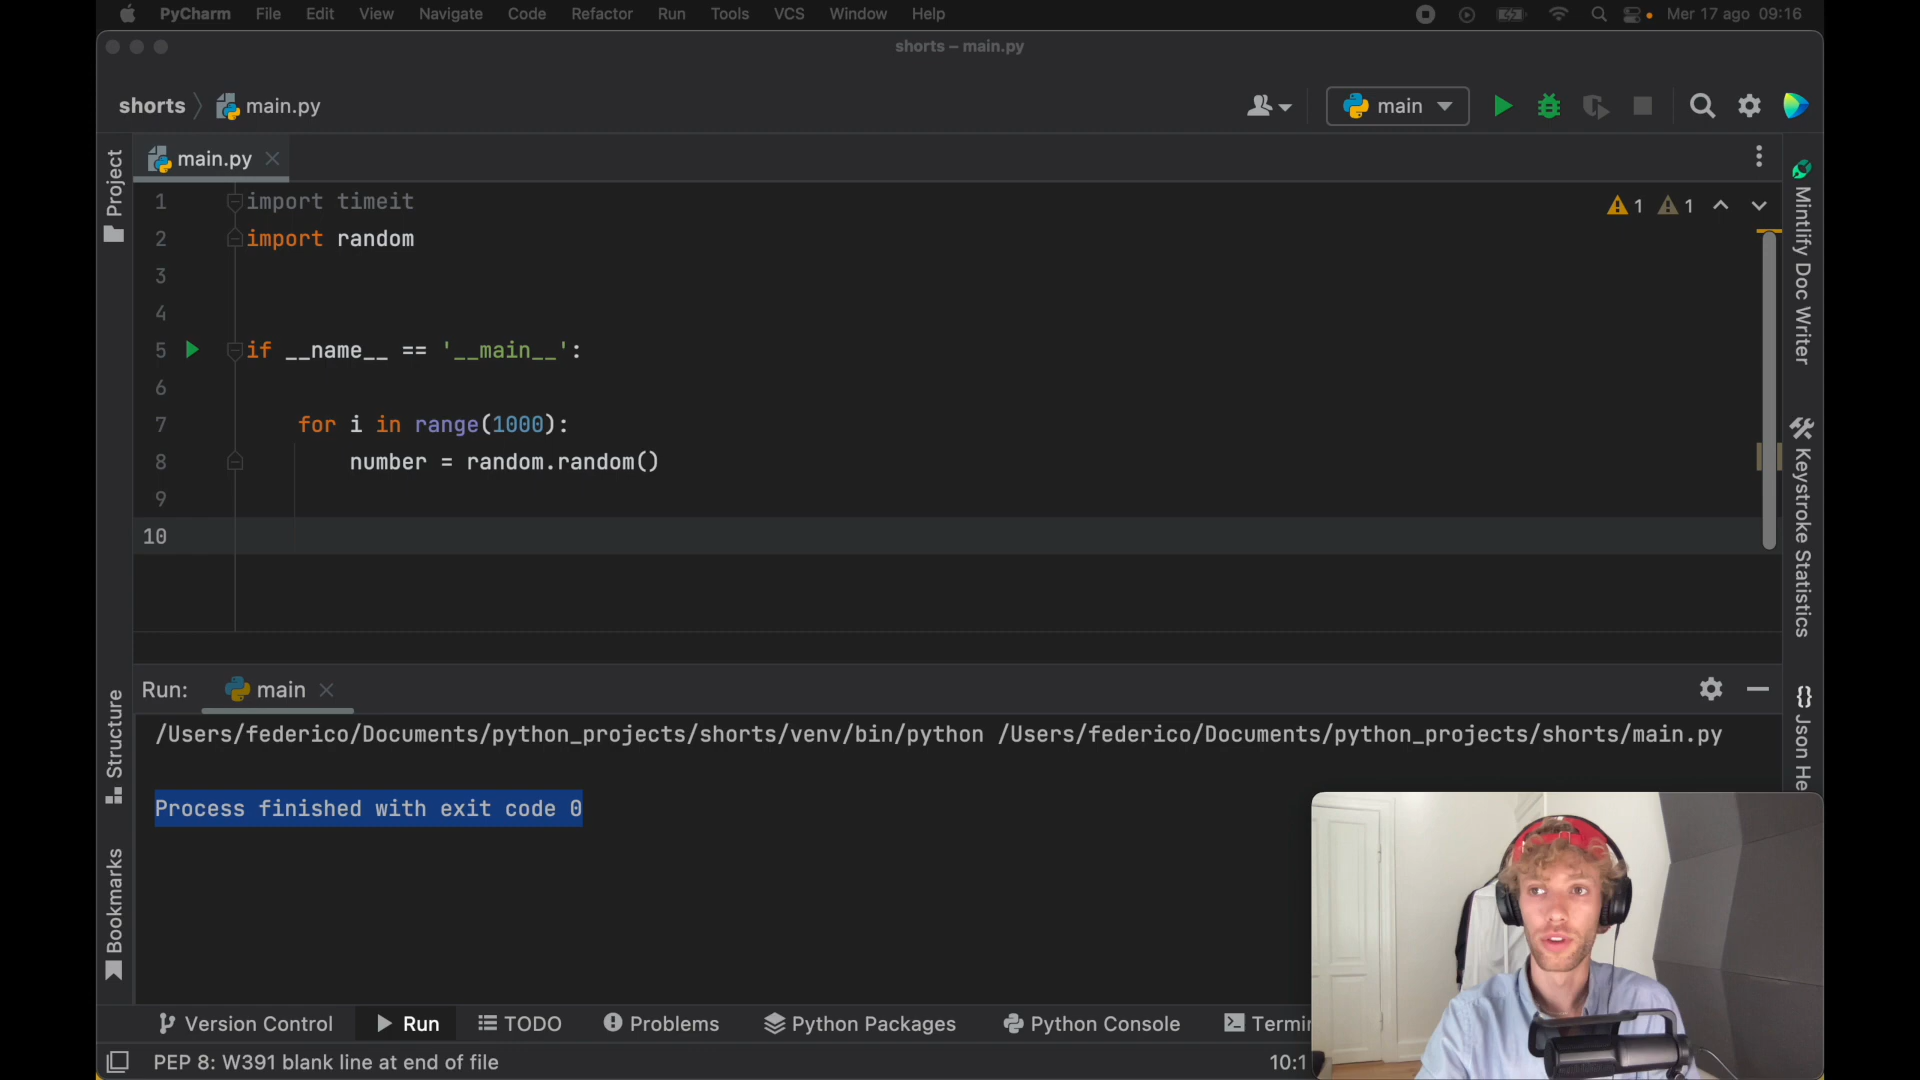 PyCharm File Edit View Navigate Code Refactor Run Tools VCS Window Help Mer 17 ago 09:16
shorts – main.py
shorts main.py main
Project
main.py
1 import timeit
2 import random
3
4
5 if __name__ == '__main__':
6
7 for i in range(1000):
8 number = random.random()
9
10
1 1
Mintlify Doc Writer
Keystroke Statistics
{} Json He
Structure
Bookmarks
Run: main
/Users/federico/Documents/python_projects/shorts/venv/bin/python /Users/federico/Documents/python_projects/shorts/main.py
Process finished with exit code 0
Version Control Run TODO Problems Python Packages Python Console Termi
PEP 8: W391 blank line at end of file 10:1